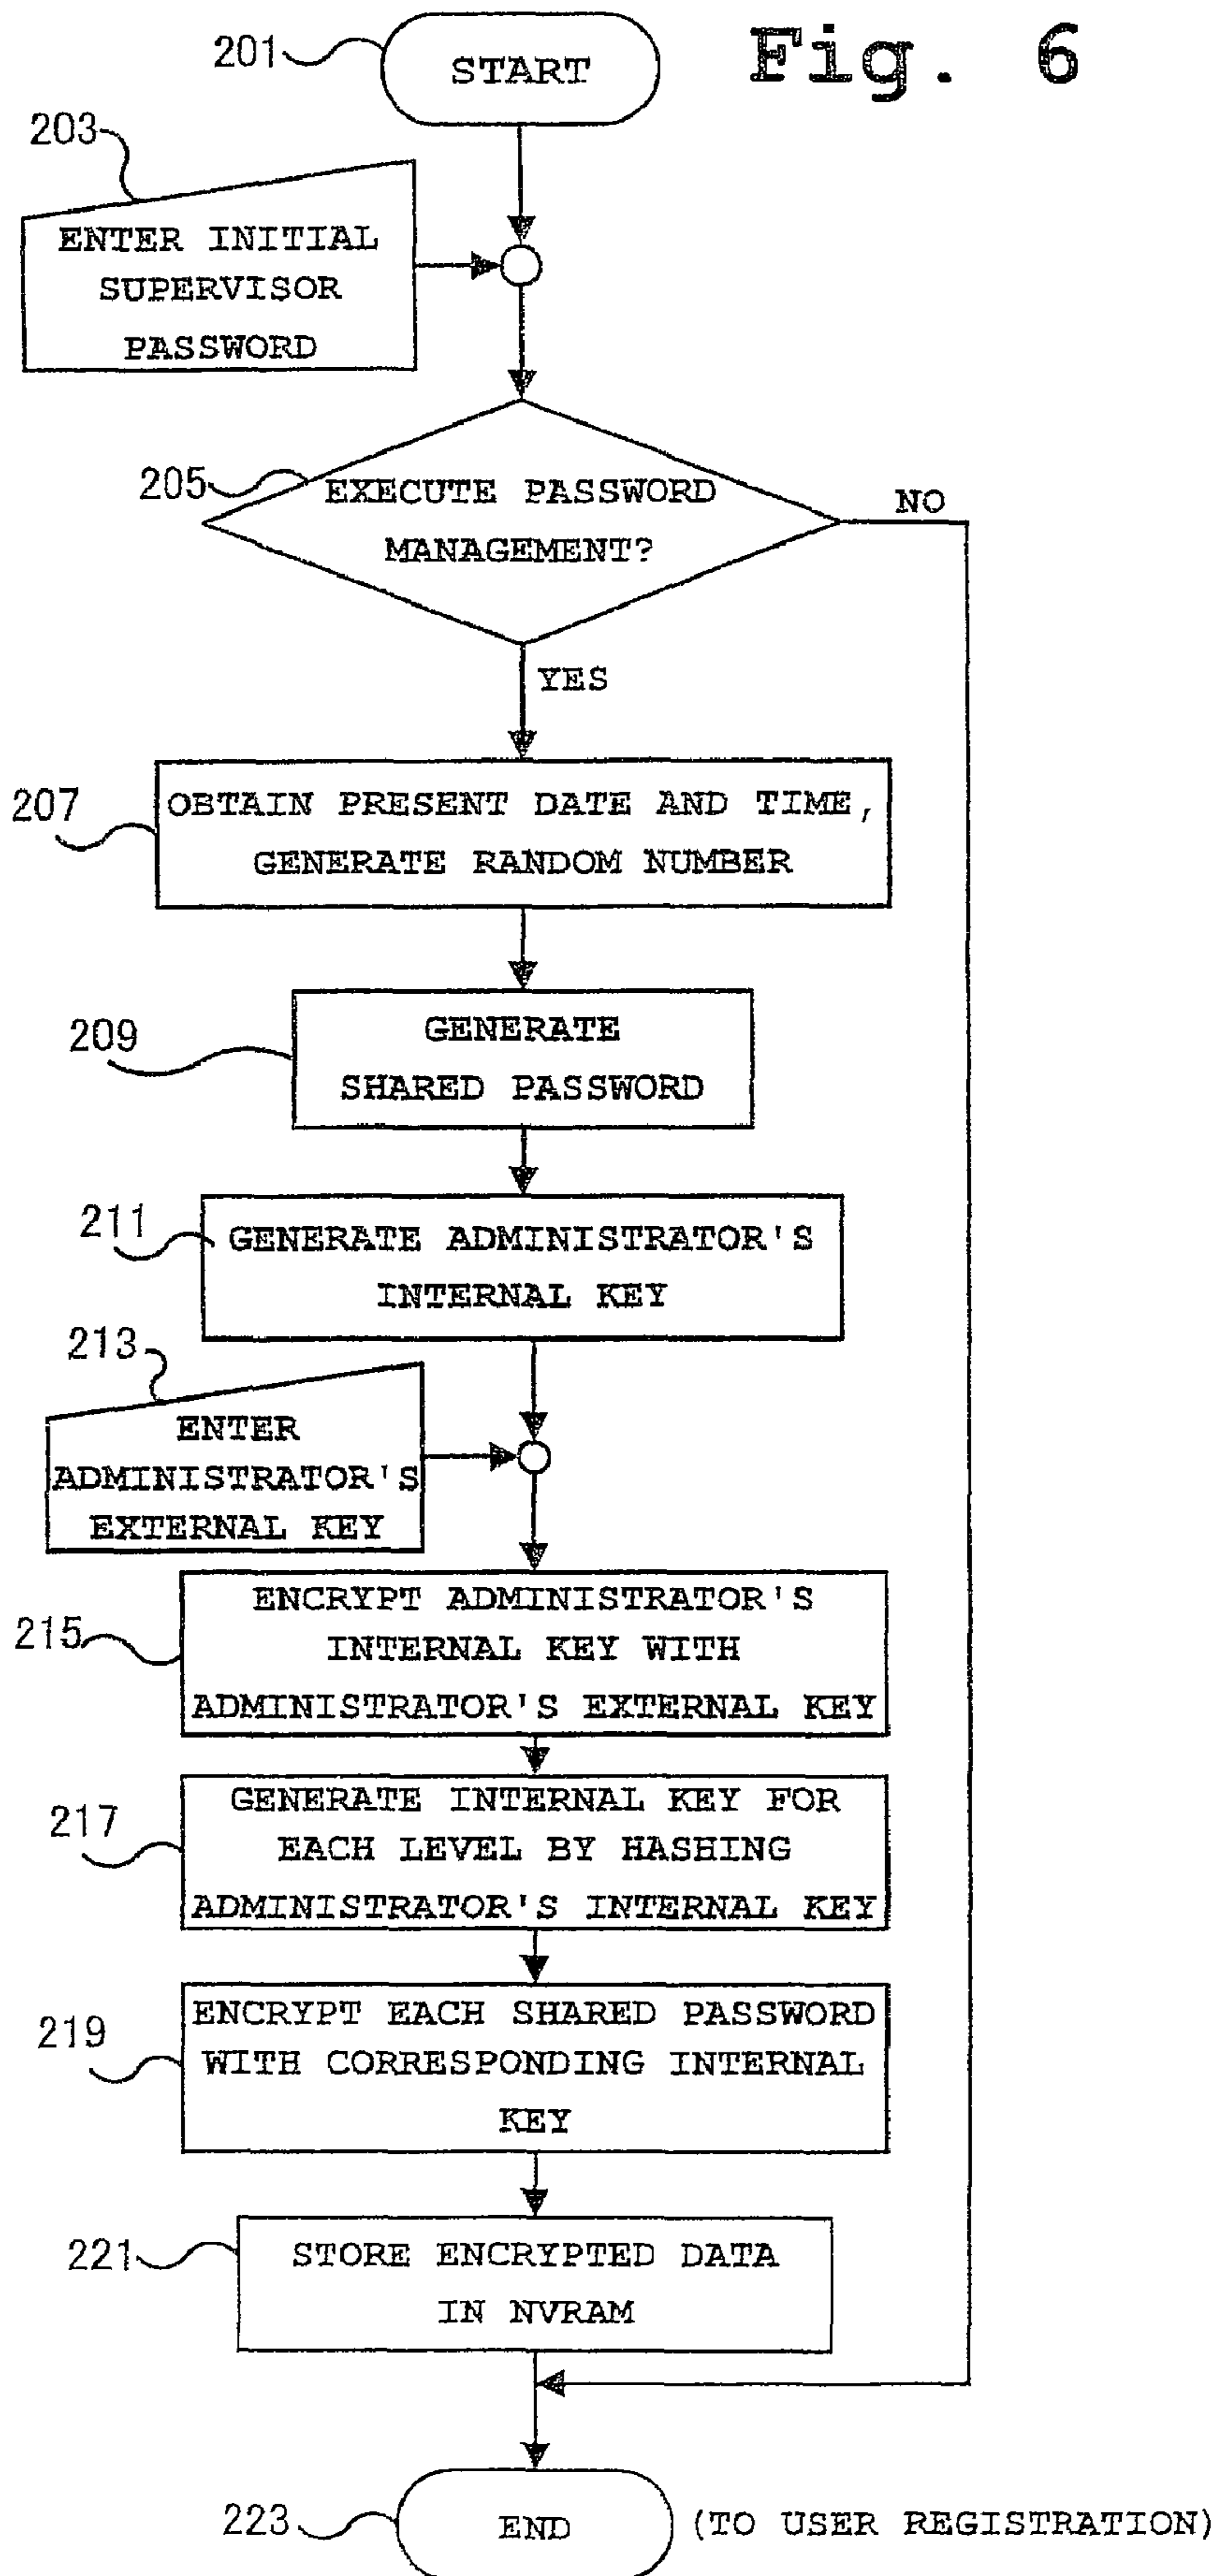 Fig. 6
201
START
203
ENTER INITIAL
SUPERVISOR
PASSWORD
205
EXECUTE PASSWORD
MANAGEMENT?
NO
YES
207
OBTAIN PRESENT DATE AND TIME,
GENERATE RANDOM NUMBER
209
GENERATE
SHARED PASSWORD
211
GENERATE ADMINISTRATOR'S
INTERNAL KEY
213
ENTER
ADMINISTRATOR'S
EXTERNAL KEY
215
ENCRYPT ADMINISTRATOR'S
INTERNAL KEY WITH
ADMINISTRATOR'S EXTERNAL KEY
217
GENERATE INTERNAL KEY FOR
EACH LEVEL BY HASHING
ADMINISTRATOR'S INTERNAL KEY
219
ENCRYPT EACH SHARED PASSWORD
WITH CORRESPONDING INTERNAL
KEY
221
STORE ENCRYPTED DATA
IN NVRAM
223
END
(TO USER REGISTRATION)